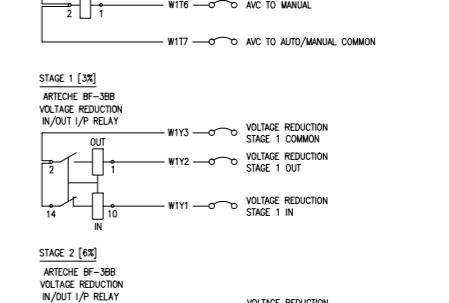 W1T6 AVC TO MANUAL
2 1
W1T7 AVC TO AUTO/MANUAL COMMON
STAGE 1 [3%]
ARTECHE BF-3BB
VOLTAGE REDUCTION
IN/OUT I/P RELAY
W1Y3 VOLTAGE REDUCTION
STAGE 1 COMMON
OUT
2 1 W1Y2 VOLTAGE REDUCTION
STAGE 1 OUT
14 10 W1Y1 VOLTAGE REDUCTION
STAGE 1 IN
IN
STAGE 2 [6%]
ARTECHE BF-3BB
VOLTAGE REDUCTION
IN/OUT I/P RELAY
VOLTAGE REDUCTION